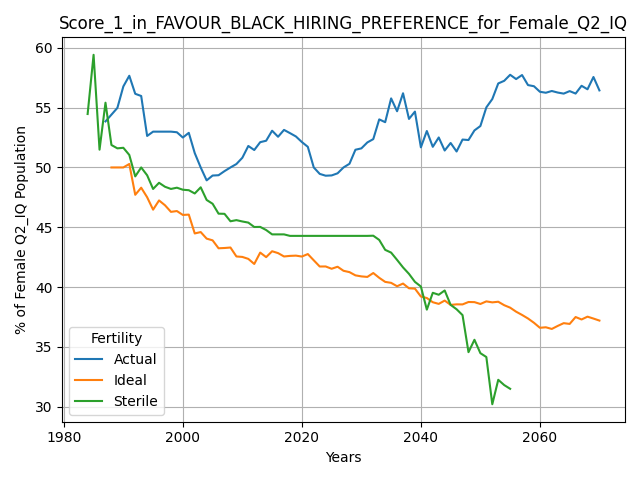 Score_1_in_FAVOUR_BLACK_HIRING_PREFERENCE_for_Female_Q2_IQ
% of Female Q2_IQ Population
60
55
50
45
40
35
30
Fertility
Actual
Ideal
Sterile
1980 2000 2020 2040 2060
Years